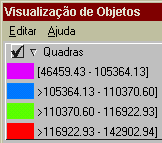 Visualização de Objetos
Editar Ajuda
Quadras
[46459.43 - 105364.13]
>105364.13 - 110370.60]
>110370.60 - 116922.93]
>116922.93 - 142902.94]